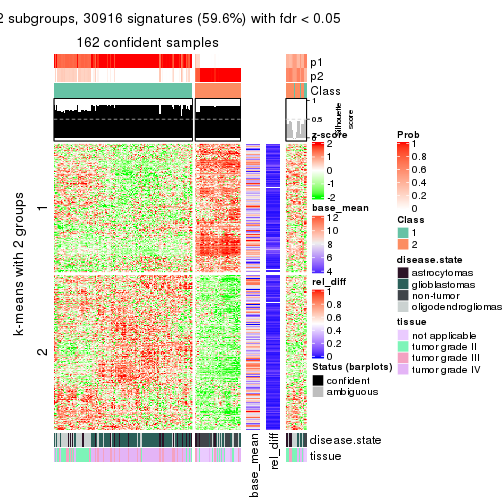 2 subgroups, 30916 signatures (59.6%) with fdr < 0.05
162 confident samples
p1
p2
Class
1
0.5
0
Silhouette
score
k-means with 2 groups
1
2
z-score
2
1
0
-1
-2
base_mean
12
10
8
6
4
rel_diff
1
0.8
0.6
0.4
0.2
0
Status (barplots)
confident
ambiguous
Prob
1
0.8
0.6
0.4
0.2
0
Class
1
2
disease.state
astrocytomas
glioblastomas
non-tumor
oligodendrogliomas
tissue
not applicable
tumor grade II
tumor grade III
tumor grade IV
disease.state
tissue
base_mean
rel_diff